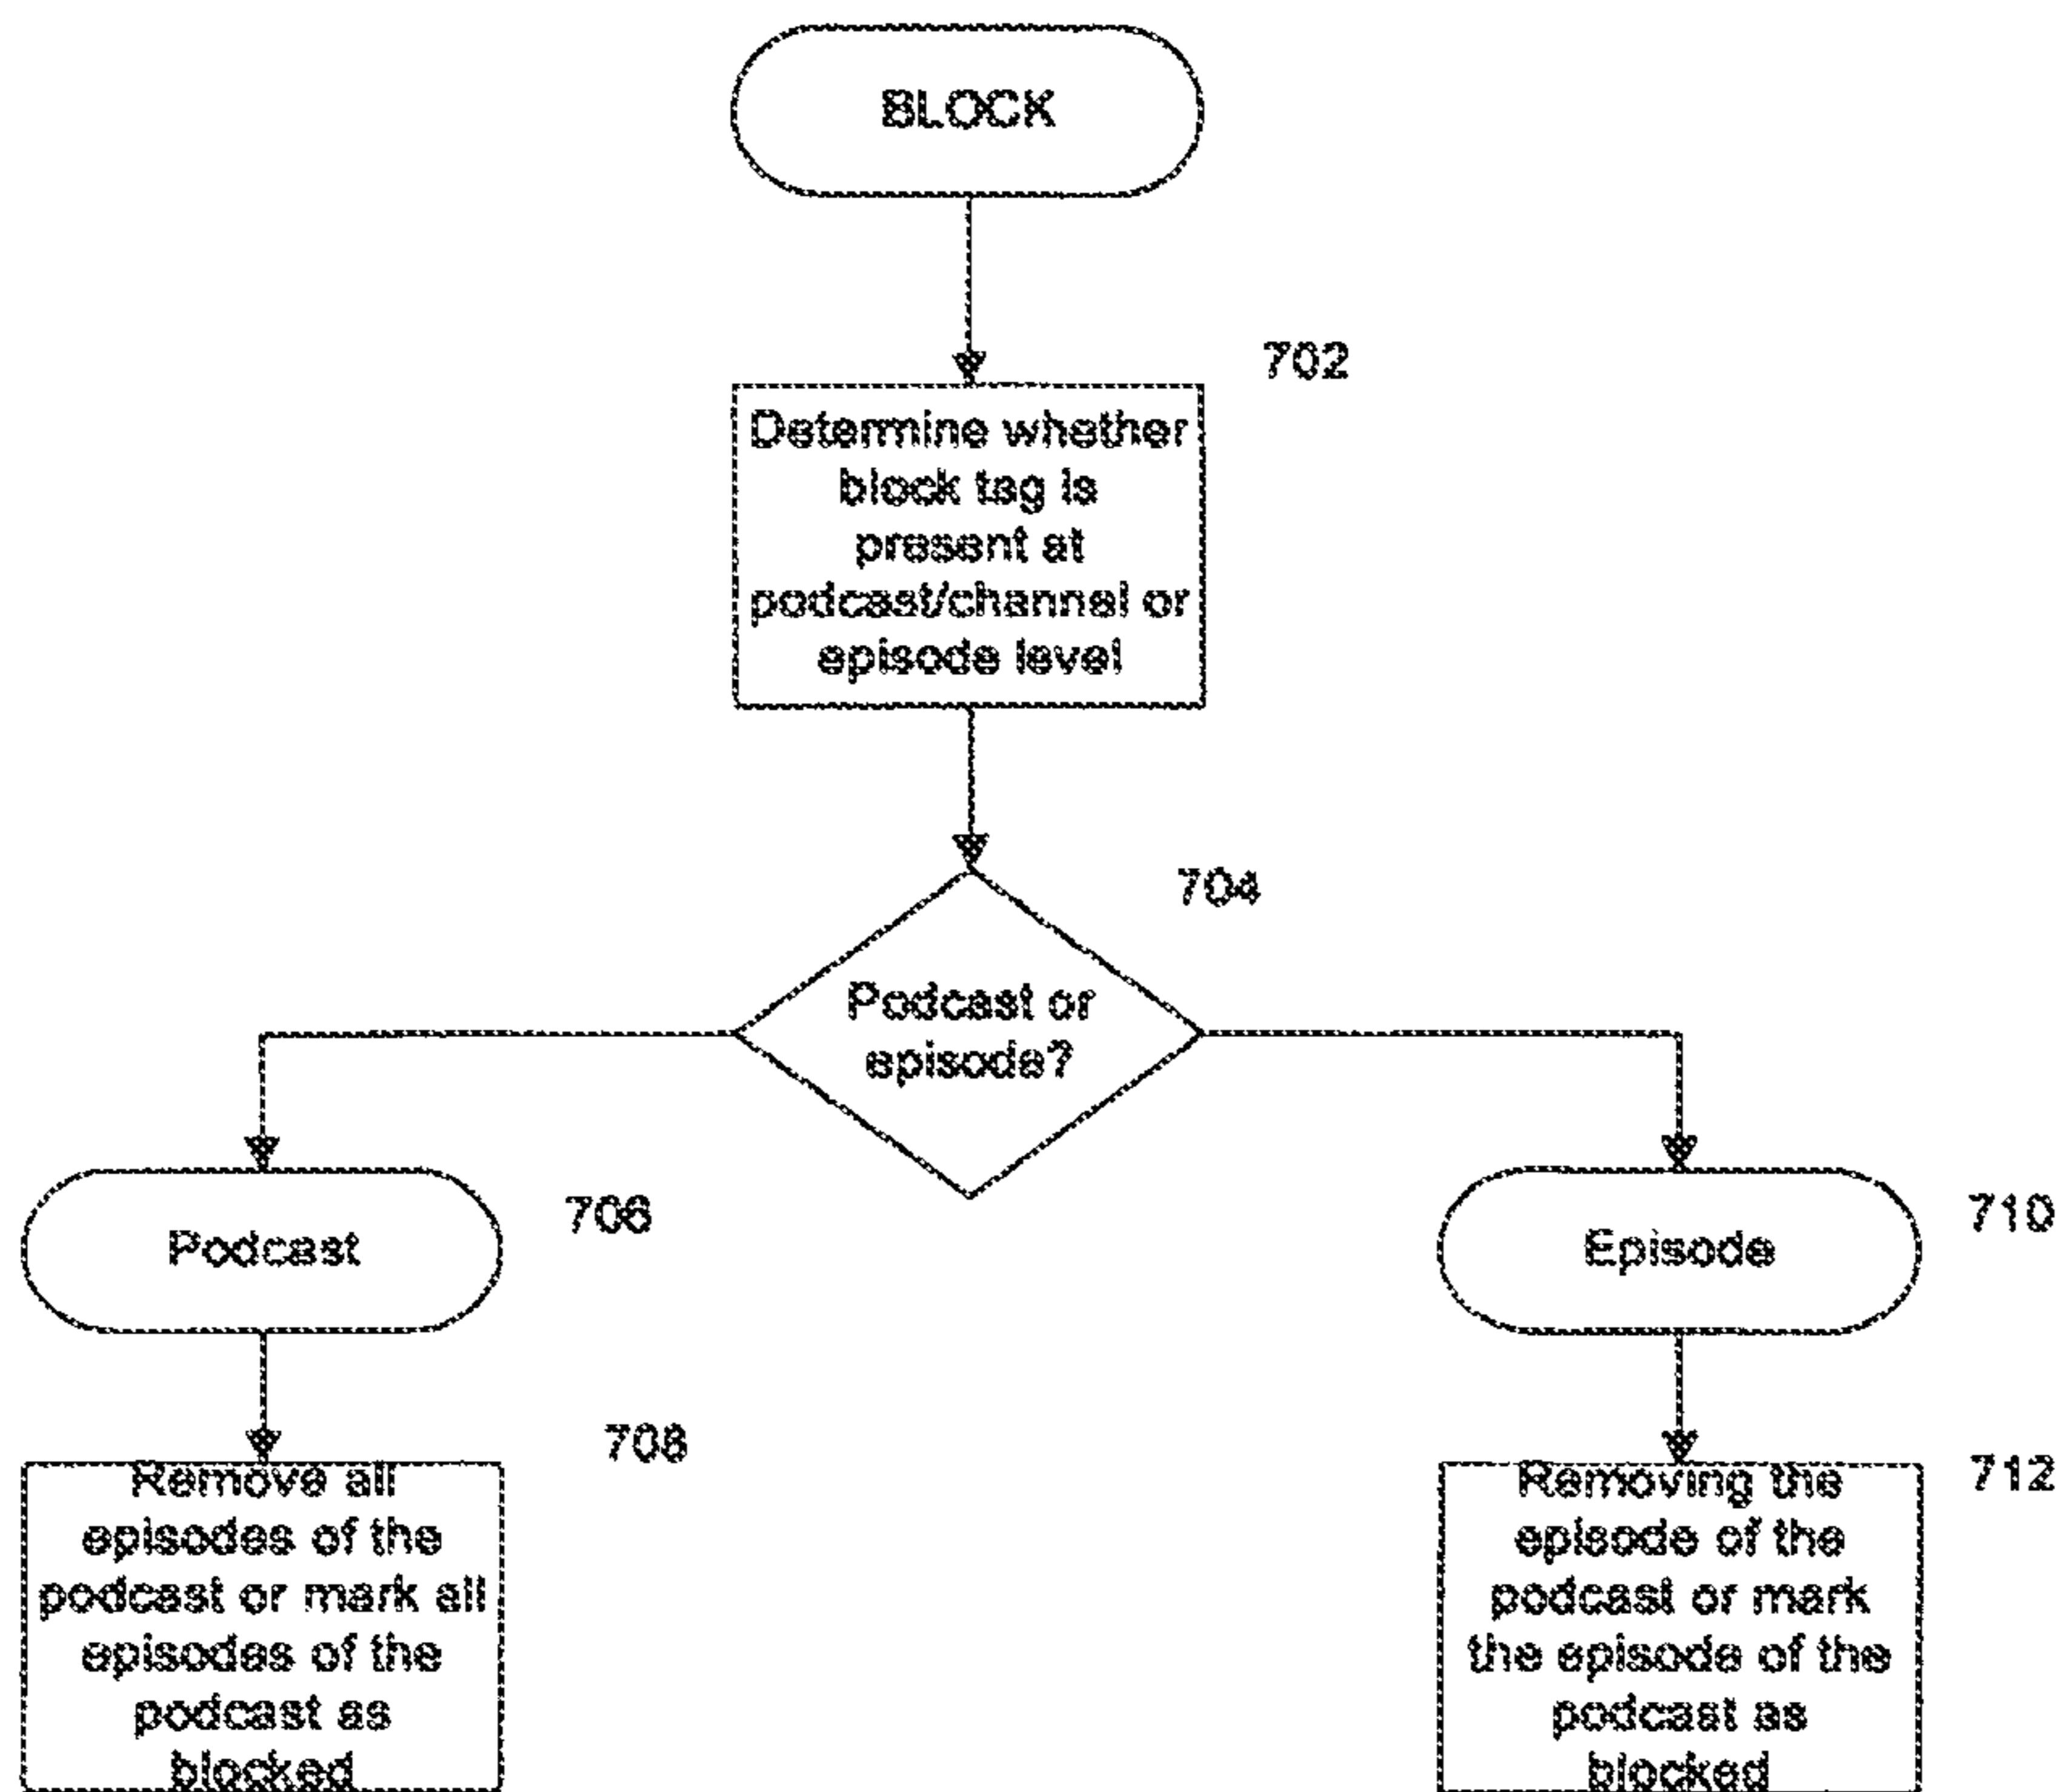 BLOCK
702
Determine whether
block tag is
present at
podcast/channel or
episode level
704
Podcast or
episode?
706
Podcast
710
Episode
708
Remove all
episodes of the
podcast or mark all
episodes of the
podcast as
blocked
712
Removing the
episode of the
podcast or mark
the episode of the
podcast as
blocked